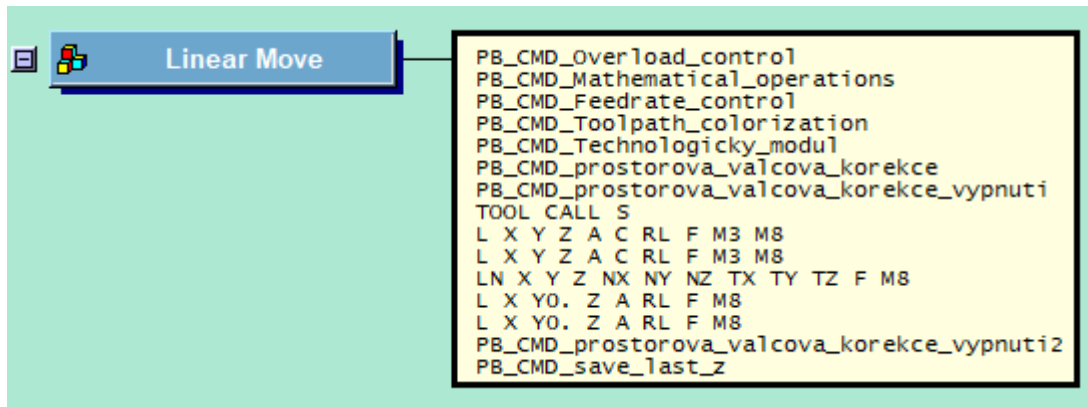 Linear Move
PB_CMD_Overload_control
PB_CMD_Mathematical_operations
PB_CMD_Feedrate_control
PB_CMD_Toolpath_colorization
PB_CMD_Technologicky_modul
PB_CMD_prostorova_valcova_korekce
PB_CMD_prostorova_valcova_korekce_vypnuti
TOOL CALL S
L X Y Z A C RL F M3 M8
L X Y Z A C RL F M3 M8
LN X Y Z NX NY NZ TX TY TZ F M8
L X Y0. Z A RL F M8
L X Y0. Z A RL F M8
PB_CMD_prostorova_valcova_korekce_vypnuti2
PB_CMD_save_last_z